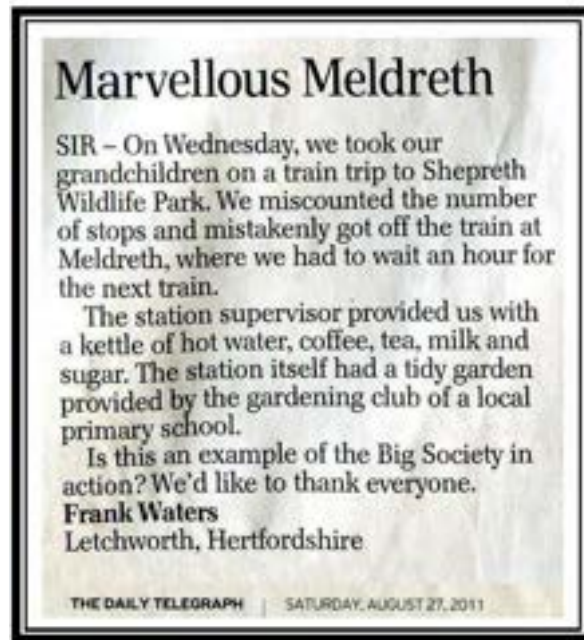 Marvellous Meldreth
SIR – On Wednesday, we took our
grandchildren on a train trip to Shepreth
Wildlife Park. We miscounted the number
of stops and mistakenly got off the train at
Meldreth, where we had to wait an hour for
the next train.
The station supervisor provided us with
a kettle of hot water, coffee, tea, milk and
sugar. The station itself had a tidy garden
provided by the gardening club of a local
primary school.
Is this an example of the Big Society in
action? We'd like to thank everyone.
Frank Waters
Letchworth, Hertfordshire
THE DAILY TELEGRAPH | SATURDAY, AUGUST 27, 2011